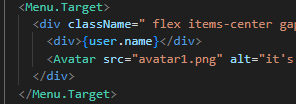 <Menu.Target>
<div className=" flex items-center gap
<div>{user.name}</div>
<Avatar src="avatar1.png" alt="it's
</div>
</Menu.Target>